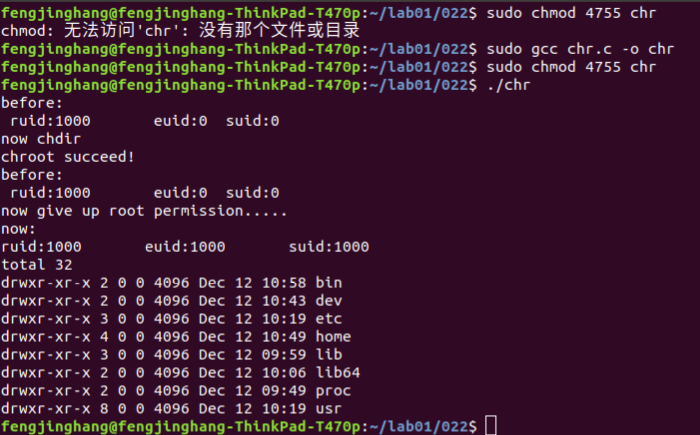 fengjinghang@fengjinghang-ThinkPad-T470p:~/lab01/022$ sudo chmod 4755 chr
chmod: 无法访问'chr': 没有那个文件或目录
fengjinghang@fengjinghang-ThinkPad-T470p:~/lab01/022$ sudo gcc chr.c -o chr
fengjinghang@fengjinghang-ThinkPad-T470p:~/lab01/022$ sudo chmod 4755 chr
fengjinghang@fengjinghang-ThinkPad-T470p:~/lab01/022$ ./chr
before:
 ruid:1000       euid:0  suid:0
now chdir
chroot succeed!
before:
 ruid:1000       euid:0  suid:0
now give up root permission.....
now:
ruid:1000       euid:1000       suid:1000
total 32
drwxr-xr-x 2 0 0 4096 Dec 12 10:58 bin
drwxr-xr-x 2 0 0 4096 Dec 12 10:43 dev
drwxr-xr-x 3 0 0 4096 Dec 12 10:19 etc
drwxr-xr-x 4 0 0 4096 Dec 12 10:49 home
drwxr-xr-x 3 0 0 4096 Dec 12 09:59 lib
drwxr-xr-x 2 0 0 4096 Dec 12 10:06 lib64
drwxr-xr-x 2 0 0 4096 Dec 12 09:49 proc
drwxr-xr-x 8 0 0 4096 Dec 12 10:19 usr
fengjinghang@fengjinghang-ThinkPad-T470p:~/lab01/022$